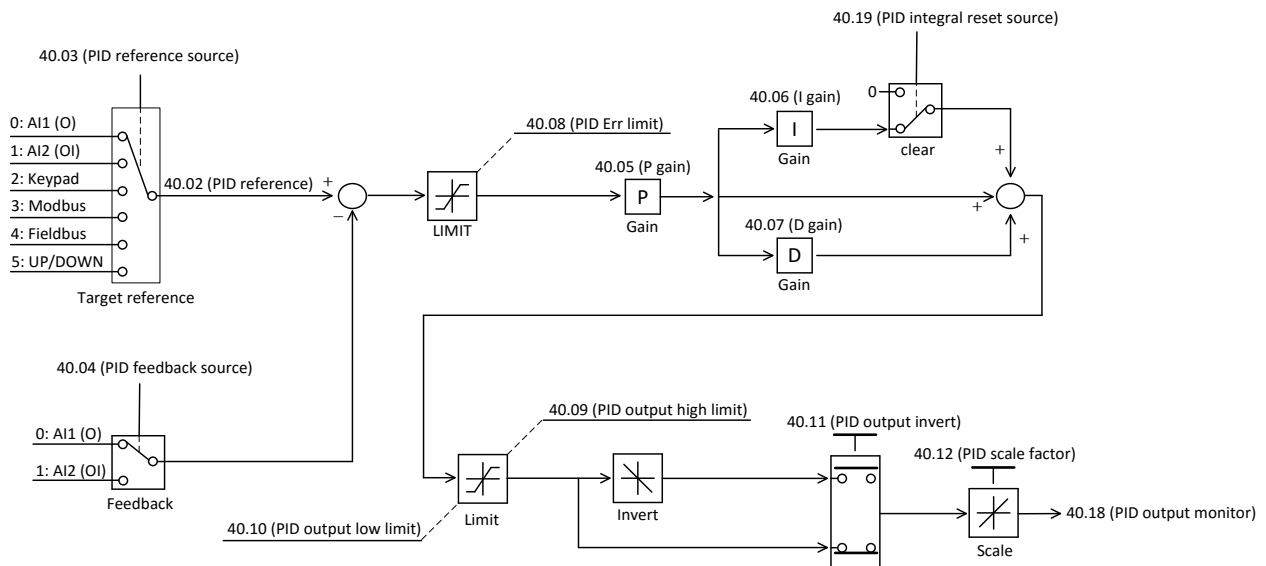 40.19 (PID integral reset source)
40.03 (PID reference source)
0: AI1 (O)
1: AI2 (OI)
2: Keypad
3: Modbus
4: Fieldbus
5: UP/DOWN
Target reference
40.02 (PID reference)
+
−
40.08 (PID Err limit)
LIMIT
40.05 (P gain)
P
Gain
40.06 (I gain)
I
Gain
0
clear
+
+
40.07 (D gain)
D
Gain
+
40.04 (PID feedback source)
0: AI1 (O)
1: AI2 (OI)
Feedback
40.09 (PID output high limit)
40.10 (PID output low limit)
Limit
Invert
40.11 (PID output invert)
40.12 (PID scale factor)
Scale
40.18 (PID output monitor)